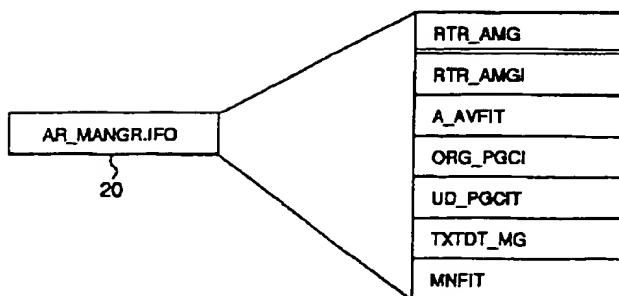 RTR_AMG
RTR_AMGI
A_AVFIT
AR_MANGR.IFO
ORG_PGCI
20
UD_PGCIT
TXTDT_MG
MNFIT